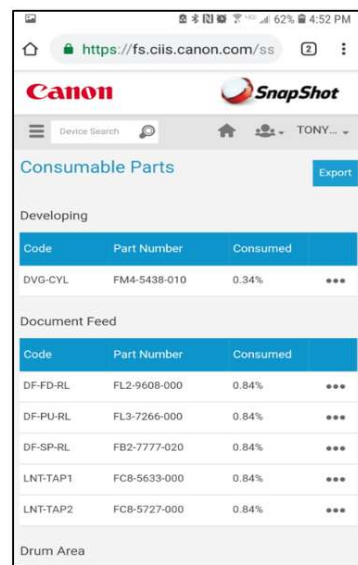 62% 4:52 PM
https://fs.ciis.canon.com/ss 2
Canon SnapShot
Device Search TONY... 
Consumable Parts Export
Developing
Code Part Number Consumed
DVG-CYL FM4-5438-010 0.34% •••
Document Feed
Code Part Number Consumed
DF-FD-RL FL2-9608-000 0.84% •••
DF-PU-RL FL3-7266-000 0.84% •••
DF-SP-RL FB2-7777-020 0.84% •••
LNT-TAP1 FC8-5633-000 0.84% •••
LNT-TAP2 FC8-5727-000 0.84% •••
Drum Area